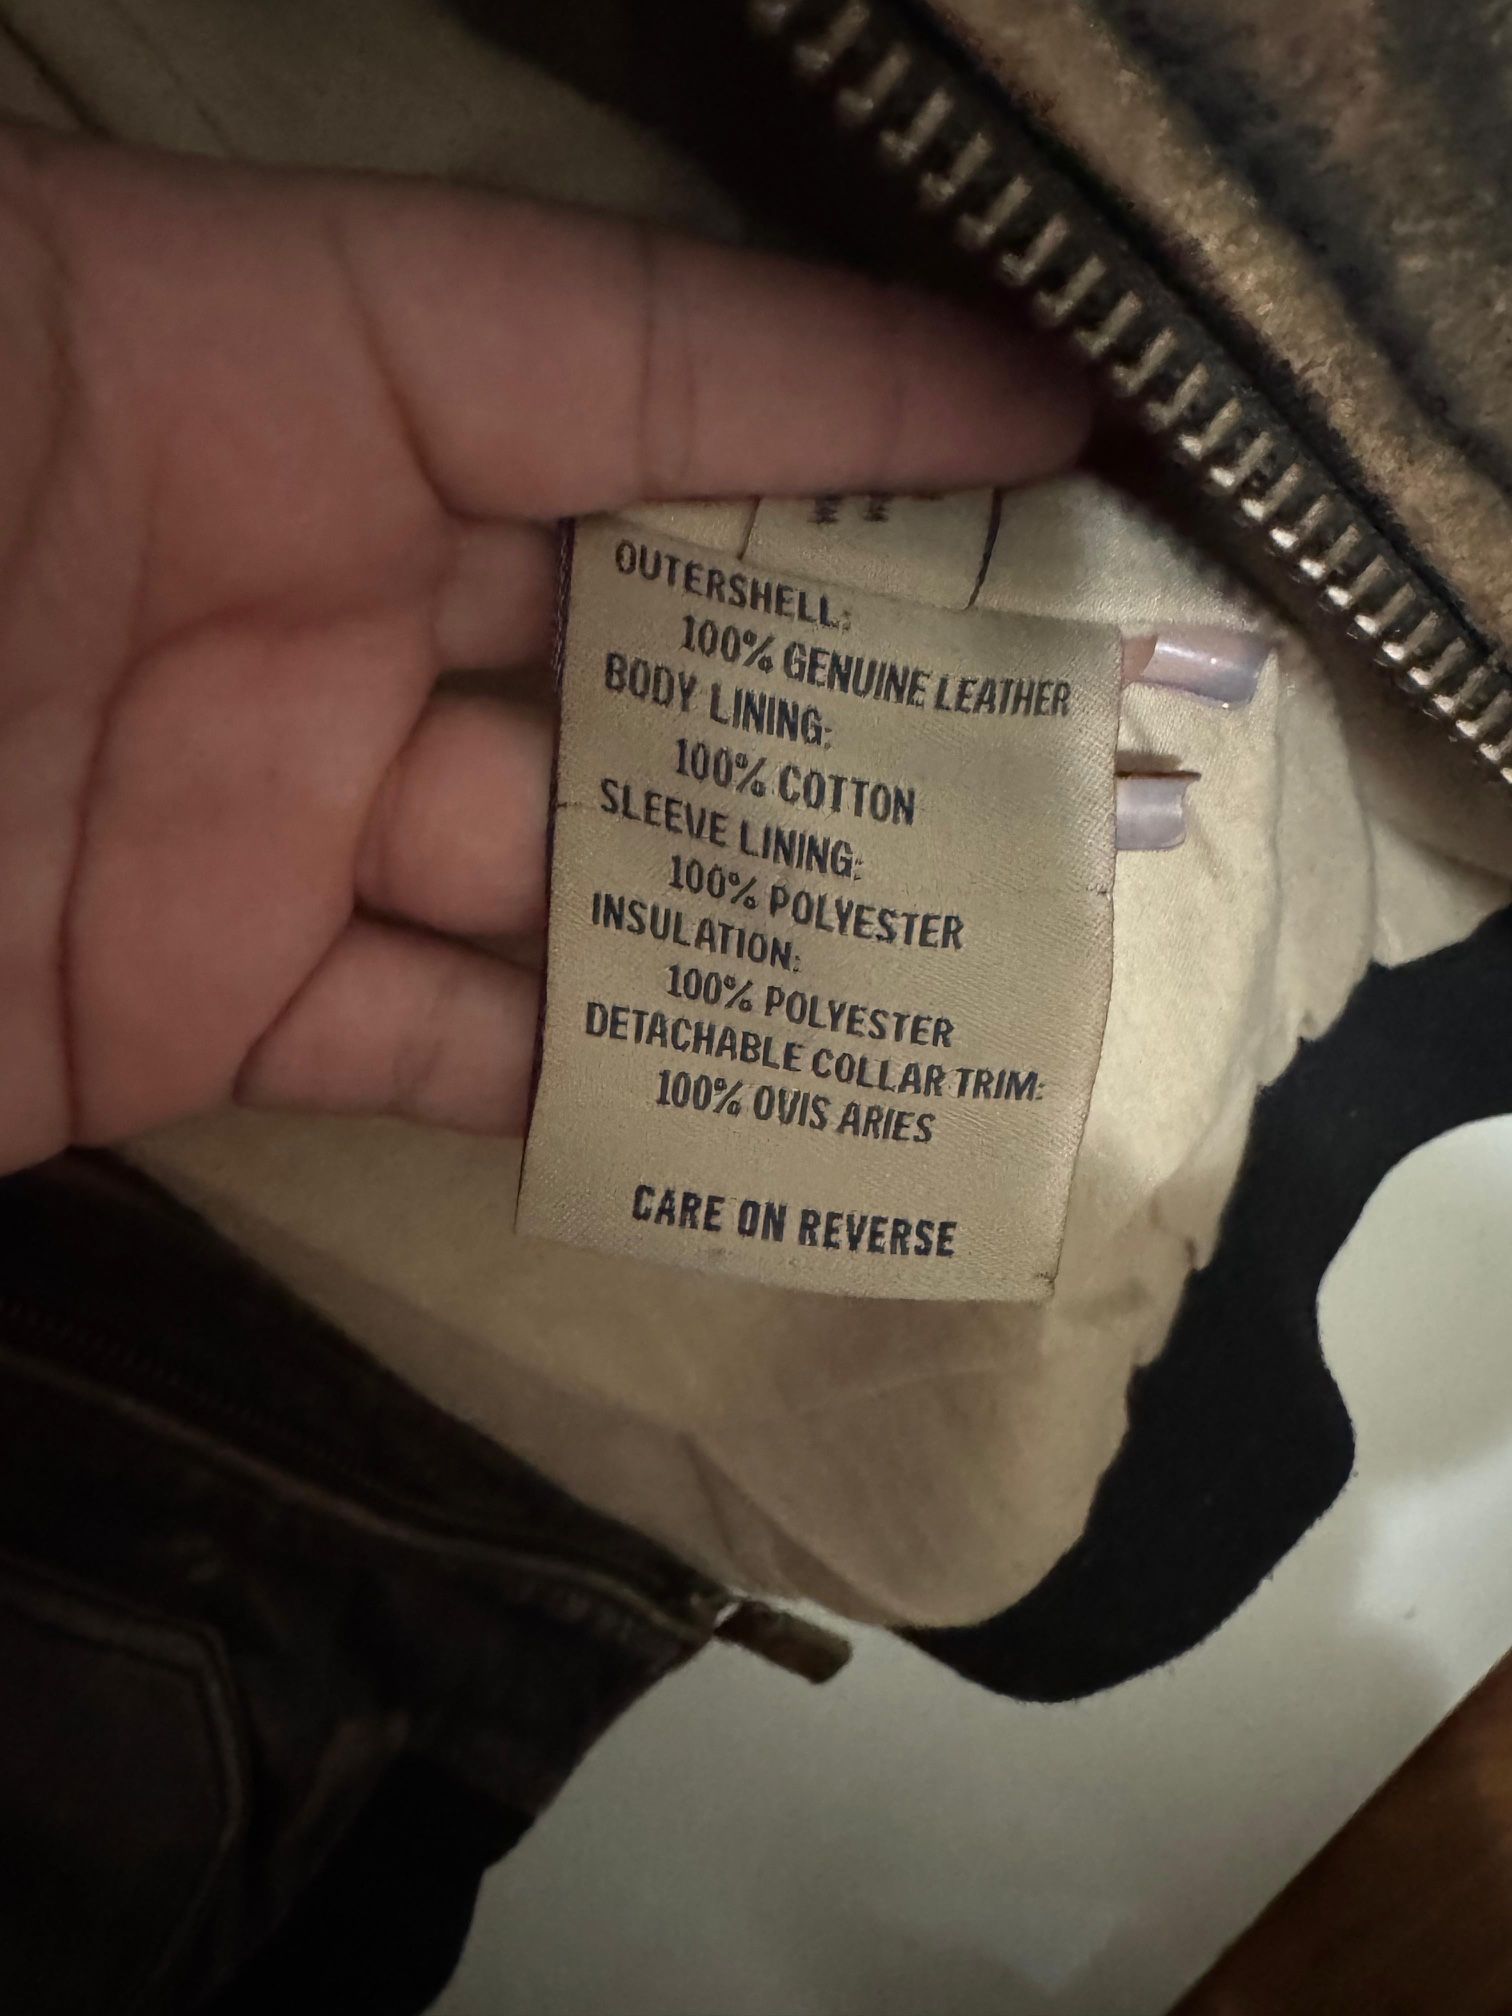 OUTERSHELL:
100% GENUINE LEATHER
BODY LINING:
100% COTTON
SLEEVE LINING:
100% POLYESTER
INSULATION:
100% POLYESTER
DETACHABLE COLLAR TRIM:
100% OVIS ARIES
CARE ON REVERSE